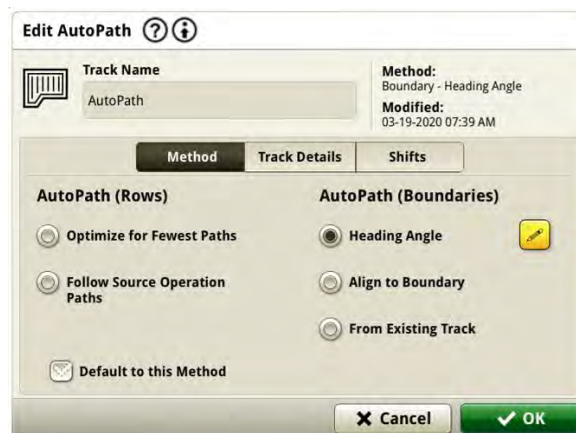 Edit AutoPath
Track Name
AutoPath
Method:
Boundary - Heading Angle
Modified:
03-19-2020 07:39 AM
Method
Track Details
Shifts
AutoPath (Rows)
Optimize for Fewest Paths
Follow Source Operation
Paths
Default to this Method
AutoPath (Boundaries)
Heading Angle
Align to Boundary
From Existing Track
Cancel
OK